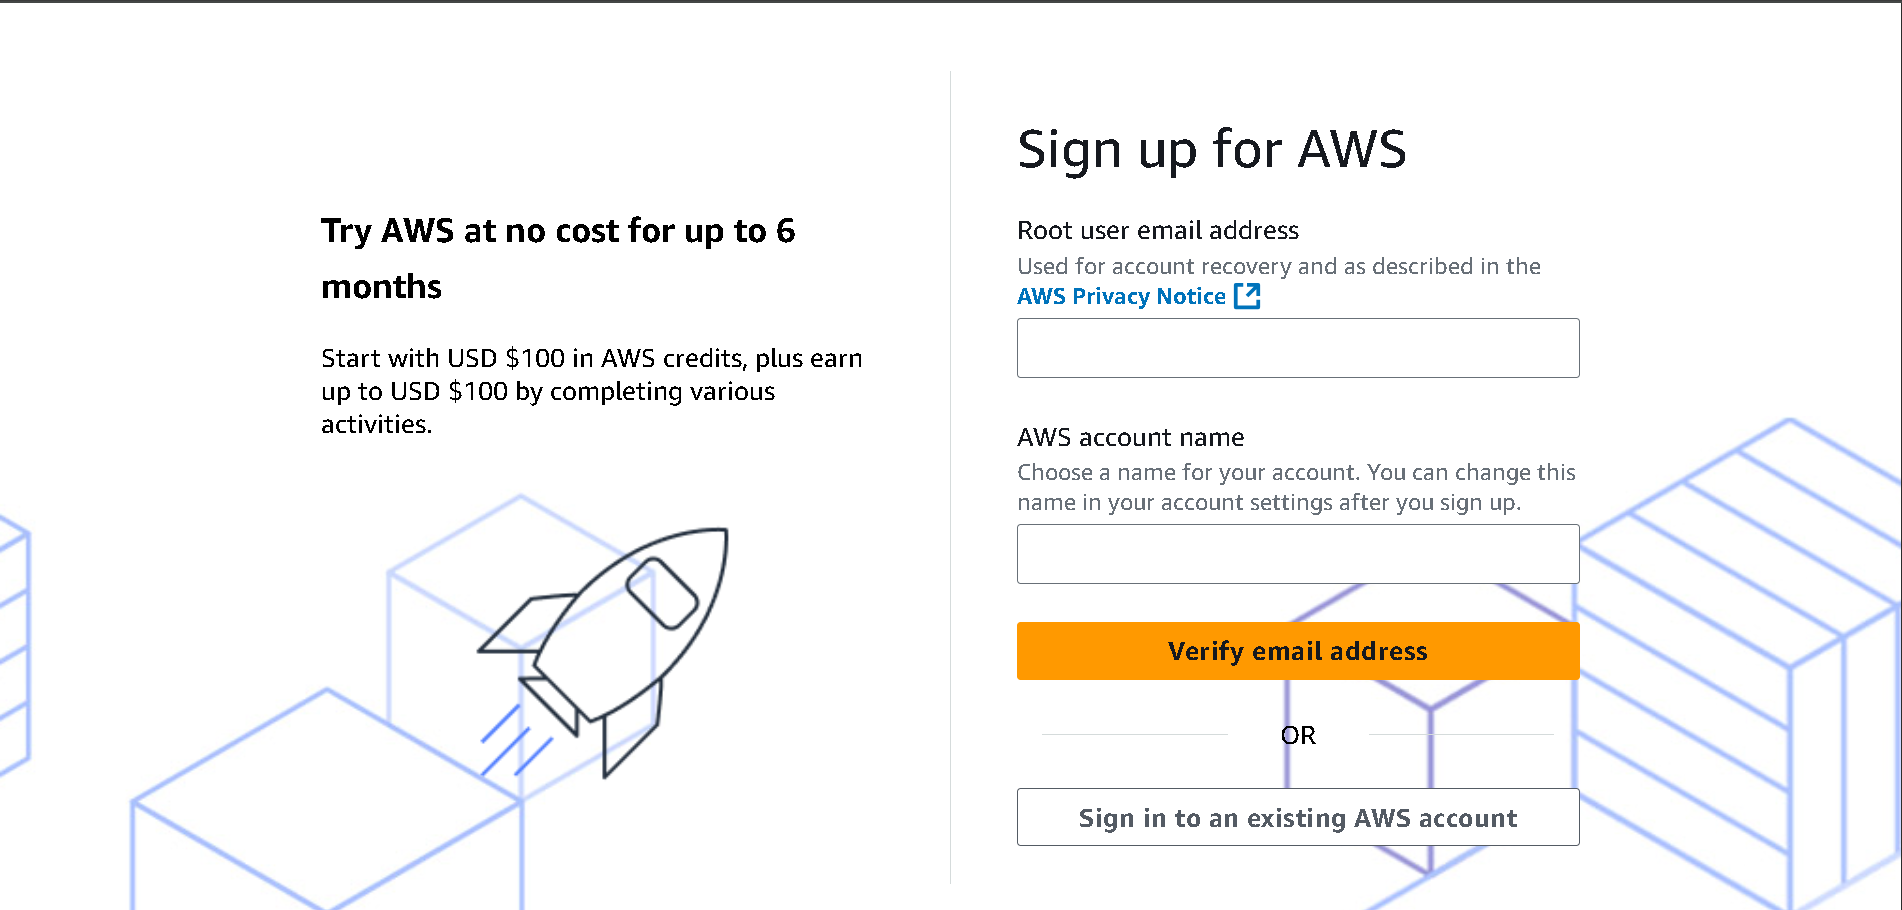 Try AWS at no cost for up to 6
months
Start with USD $100 in AWS credits, plus earn
up to USD $100 by completing various
activities.
Sign up for AWS
Root user email address
Used for account recovery and as described in the
AWS Privacy Notice
AWS account name
Choose a name for your account. You can change this
name in your account settings after you sign up.
Verify email address
OR
Sign in to an existing AWS account